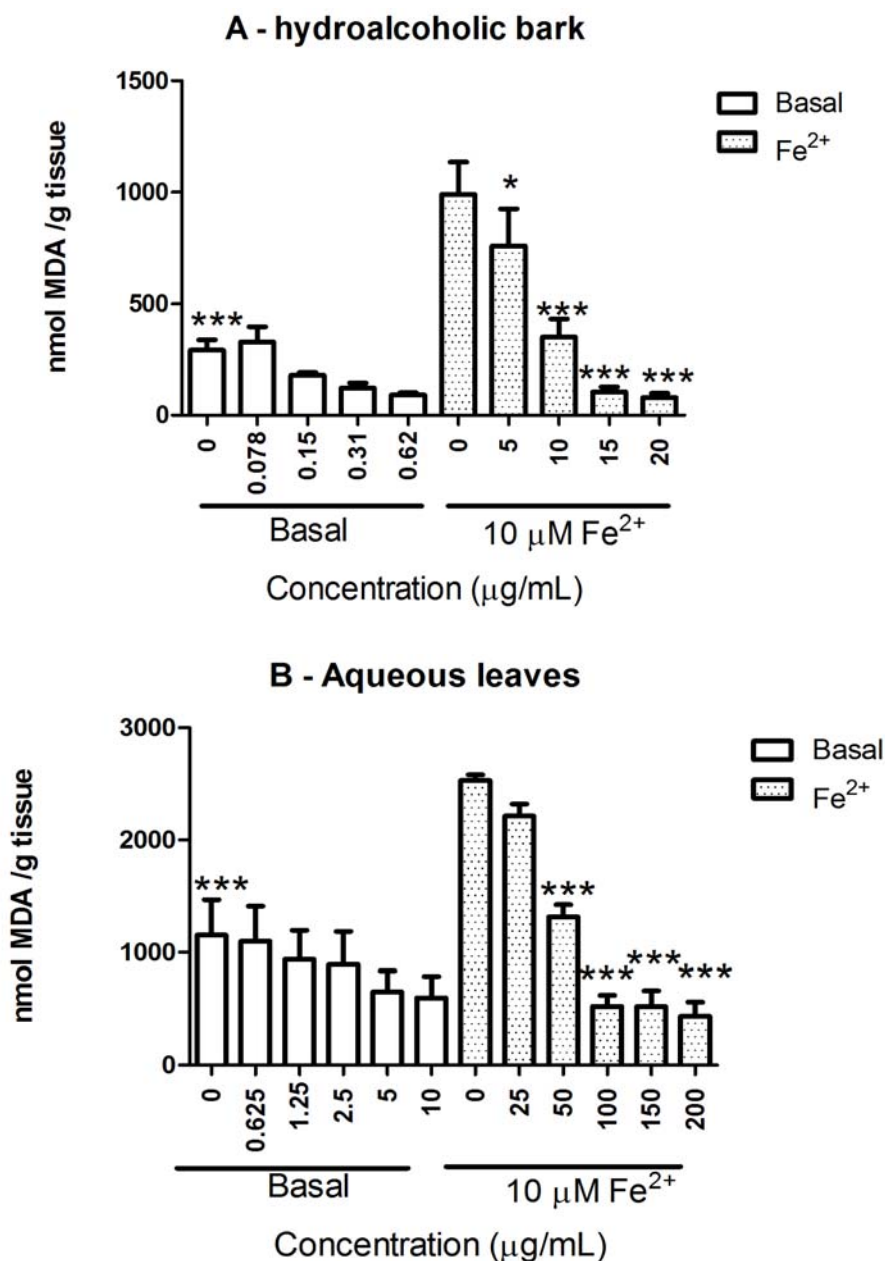 A - hydroalcoholic bark
nmol MDA /g tissue
1500
1000
500
0
***
*
***
***
***
Basal
Fe²⁺
0
0.078
0.15
0.31
0.62
0
5
10
15
20
Basal
10 μM Fe²⁺
Concentration (μg/mL)
B - Aqueous leaves
nmol MDA /g tissue
3000
2000
1000
0
***
***
***
***
***
Basal
Fe²⁺
0
0.625
1.25
2.5
5
10
0
25
50
100
150
200
Basal
10 μM Fe²⁺
Concentration (μg/mL)